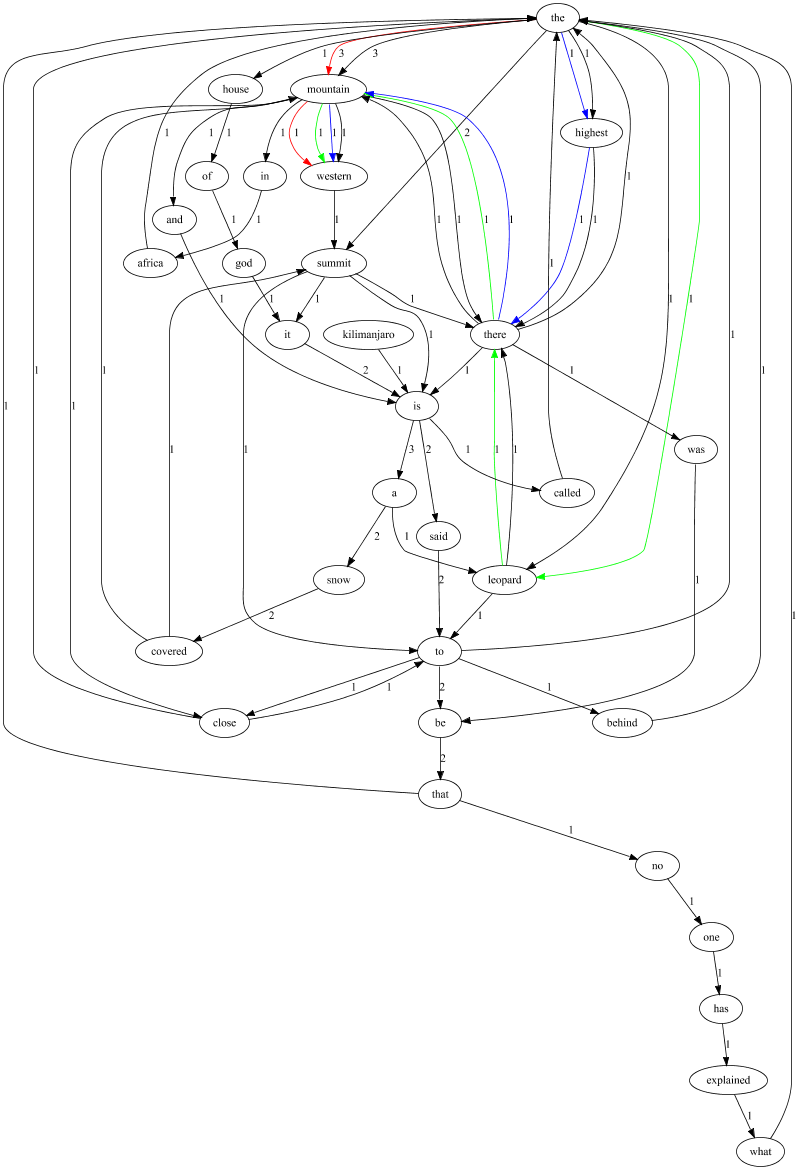 the
1 3 3
house
mountain
1 1
highest
1 1 1 2
1 1 1 1 1
of
in
western
and
1 1 1 1 1 1 1 1
africa
god
summit
1 1 1
it
kilimanjaro
there
1 1
2 1 1 1
1 1 1 1 1
is
3 2 1 1 1 1
was
a
said
called
2 1
snow
leopard
2 2 1 1
covered
to
1 1 2 1
close
be
behind
2
that
1
no
1
one
1
has
1
explained
1 1
what